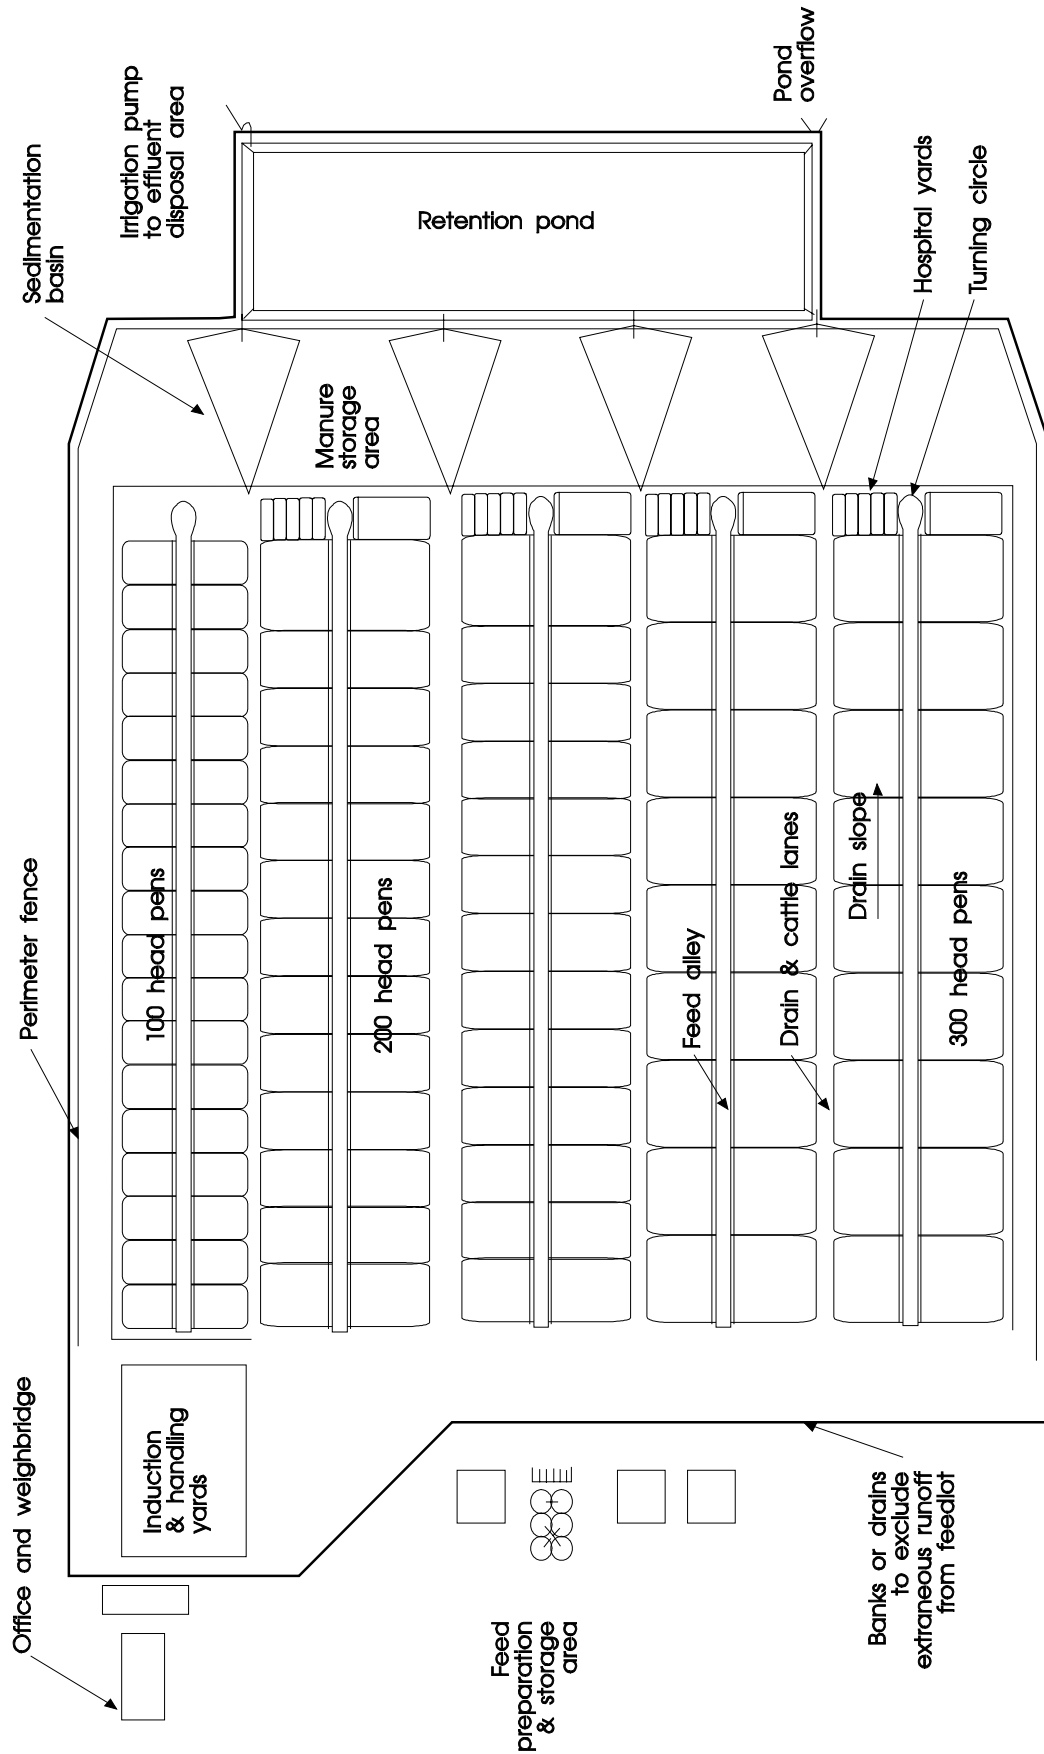 Office and weighbridge
Perimeter fence
Sedimentation
basin
Irrigation pump
to effluent
disposal area
Induction
& handling
yards
100 head pens
Manure
storage
area
200 head pens
Retention pond
Feed
preparation
& storage
area
Feed alley
Drain & cattle lanes
Pond
overflow
Drain slope
Banks or drains
to exclude
extraneous runoff
from feedlot
300 head pens
Hospital yards
Turning circle